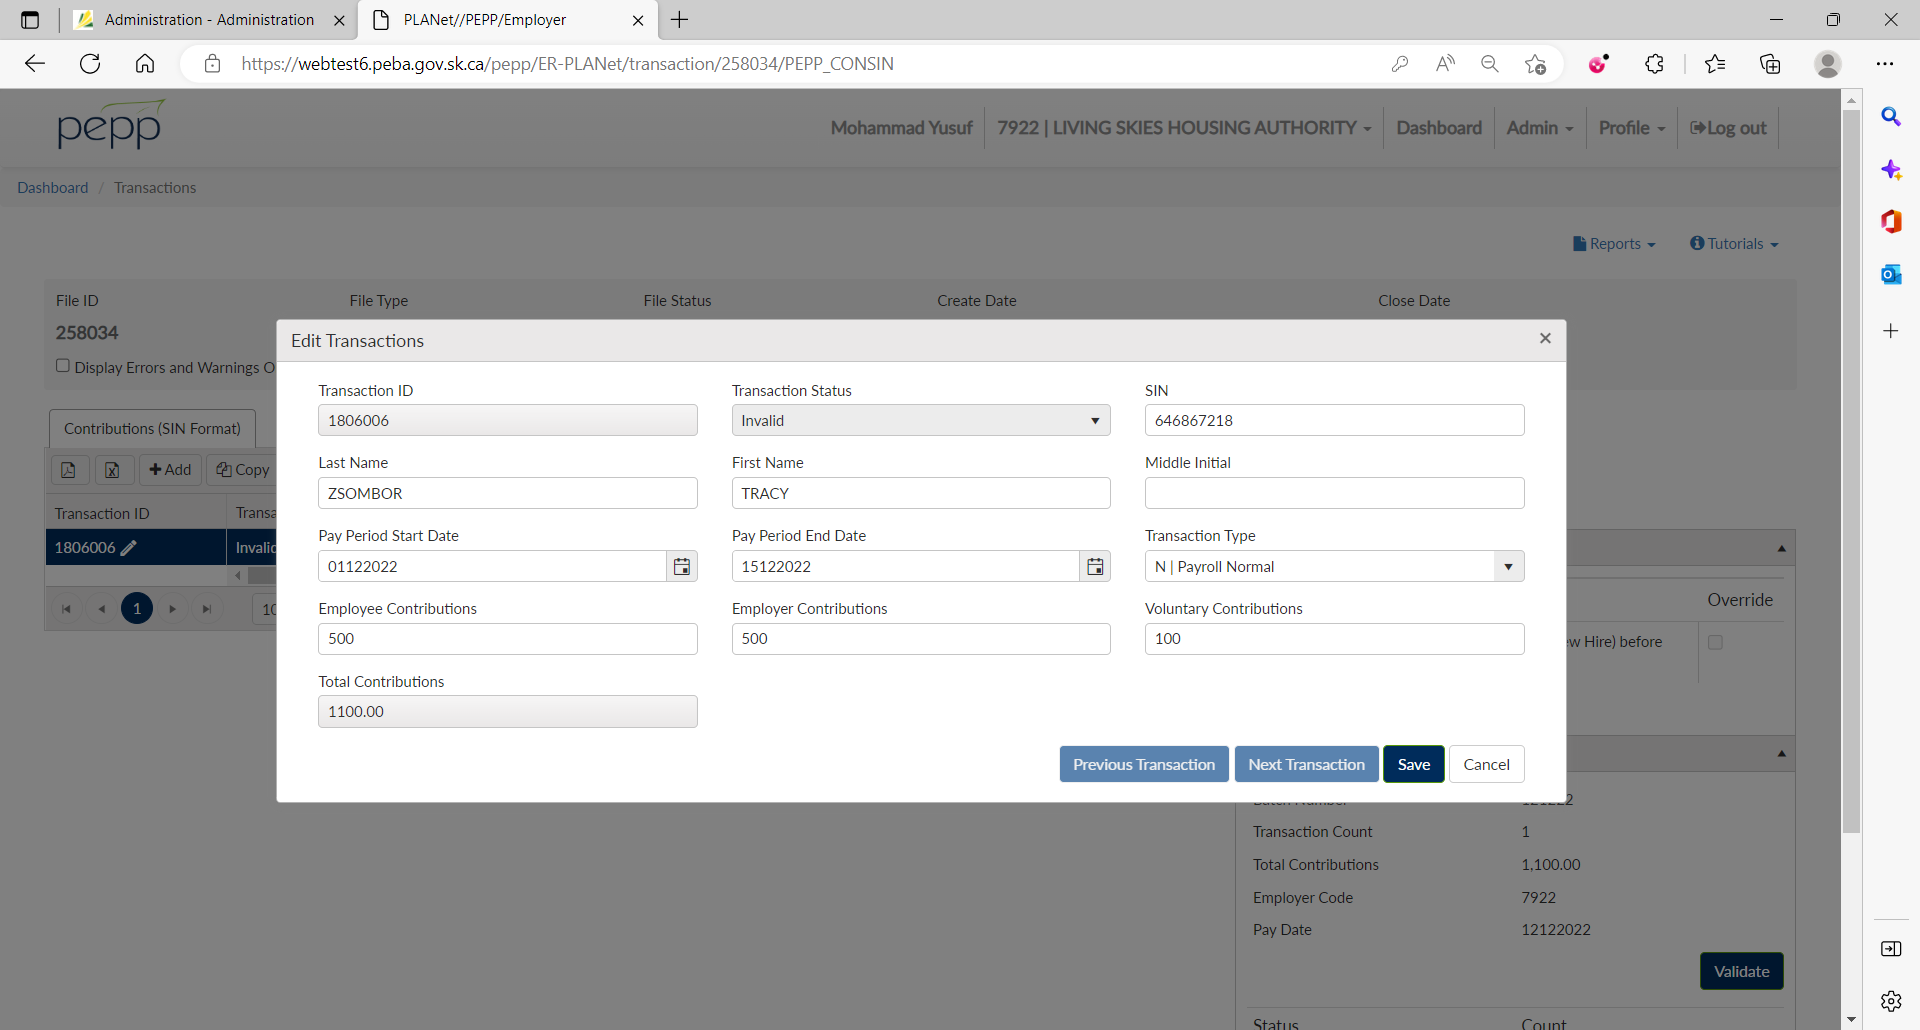 Administration - Administration
PLANet//PEPP/Employer
https://webtest6.peba.gov.sk.ca/pepp/ER-PLANet/transaction/258034/PEPP_CONSIN
pepp
Mohammad Yusuf
7922 | LIVING SKIES HOUSING AUTHORITY
Dashboard
Admin
Profile
Log out
Dashboard / Transactions
Reports
Tutorials
File ID
File Type
File Status
Create Date
Close Date
258034
Display Errors and Warnings O
Edit Transactions
Transaction ID
Transaction Status
SIN
1806006
Invalid
646867218
Last Name
First Name
Middle Initial
ZSOMBOR
TRACY
Pay Period Start Date
Pay Period End Date
Transaction Type
01122022
15122022
N | Payroll Normal
Employee Contributions
Employer Contributions
Voluntary Contributions
500
500
100
Total Contributions
1100.00
Previous Transaction
Next Transaction
Save
Cancel
Contributions (SIN Format)
Add
Copy
Transaction ID
Transa
1806006
Invalid
1
10
Override
ew Hire) before
Transaction Count
1
Total Contributions
1,100.00
Employer Code
7922
Pay Date
12122022
Validate
Status
Count